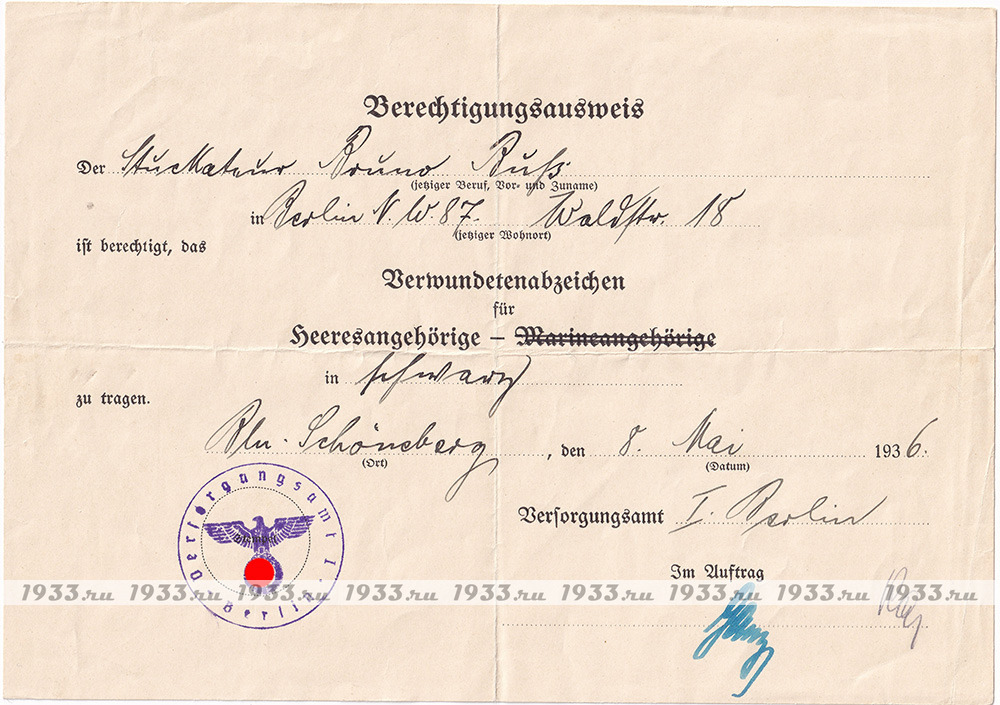 Berechtigungsausweis
Der Stuckateur Bruno Ruß
(jetziger Beruf, Vor- und Zuname)
in Berlin N.W. 87. Waldstr. 18
(jetziger Wohnort)
ist berechtigt, das
Verwundetenabzeichen
für
Heeresangehörige – Marineangehörige
in schwarz
zu tragen.
Bln.-Schöneberg, den 8. Mai 1936.
(Ort) (Datum)
Versorgungsamt I. Berlin
Im Auftrag
Versorgungsamt I.
Berlin
Stempel
1933.ru 1933.ru 1933.ru 1933.ru 1933.ru 1933.ru 1933.ru 1933.ru 1933.ru